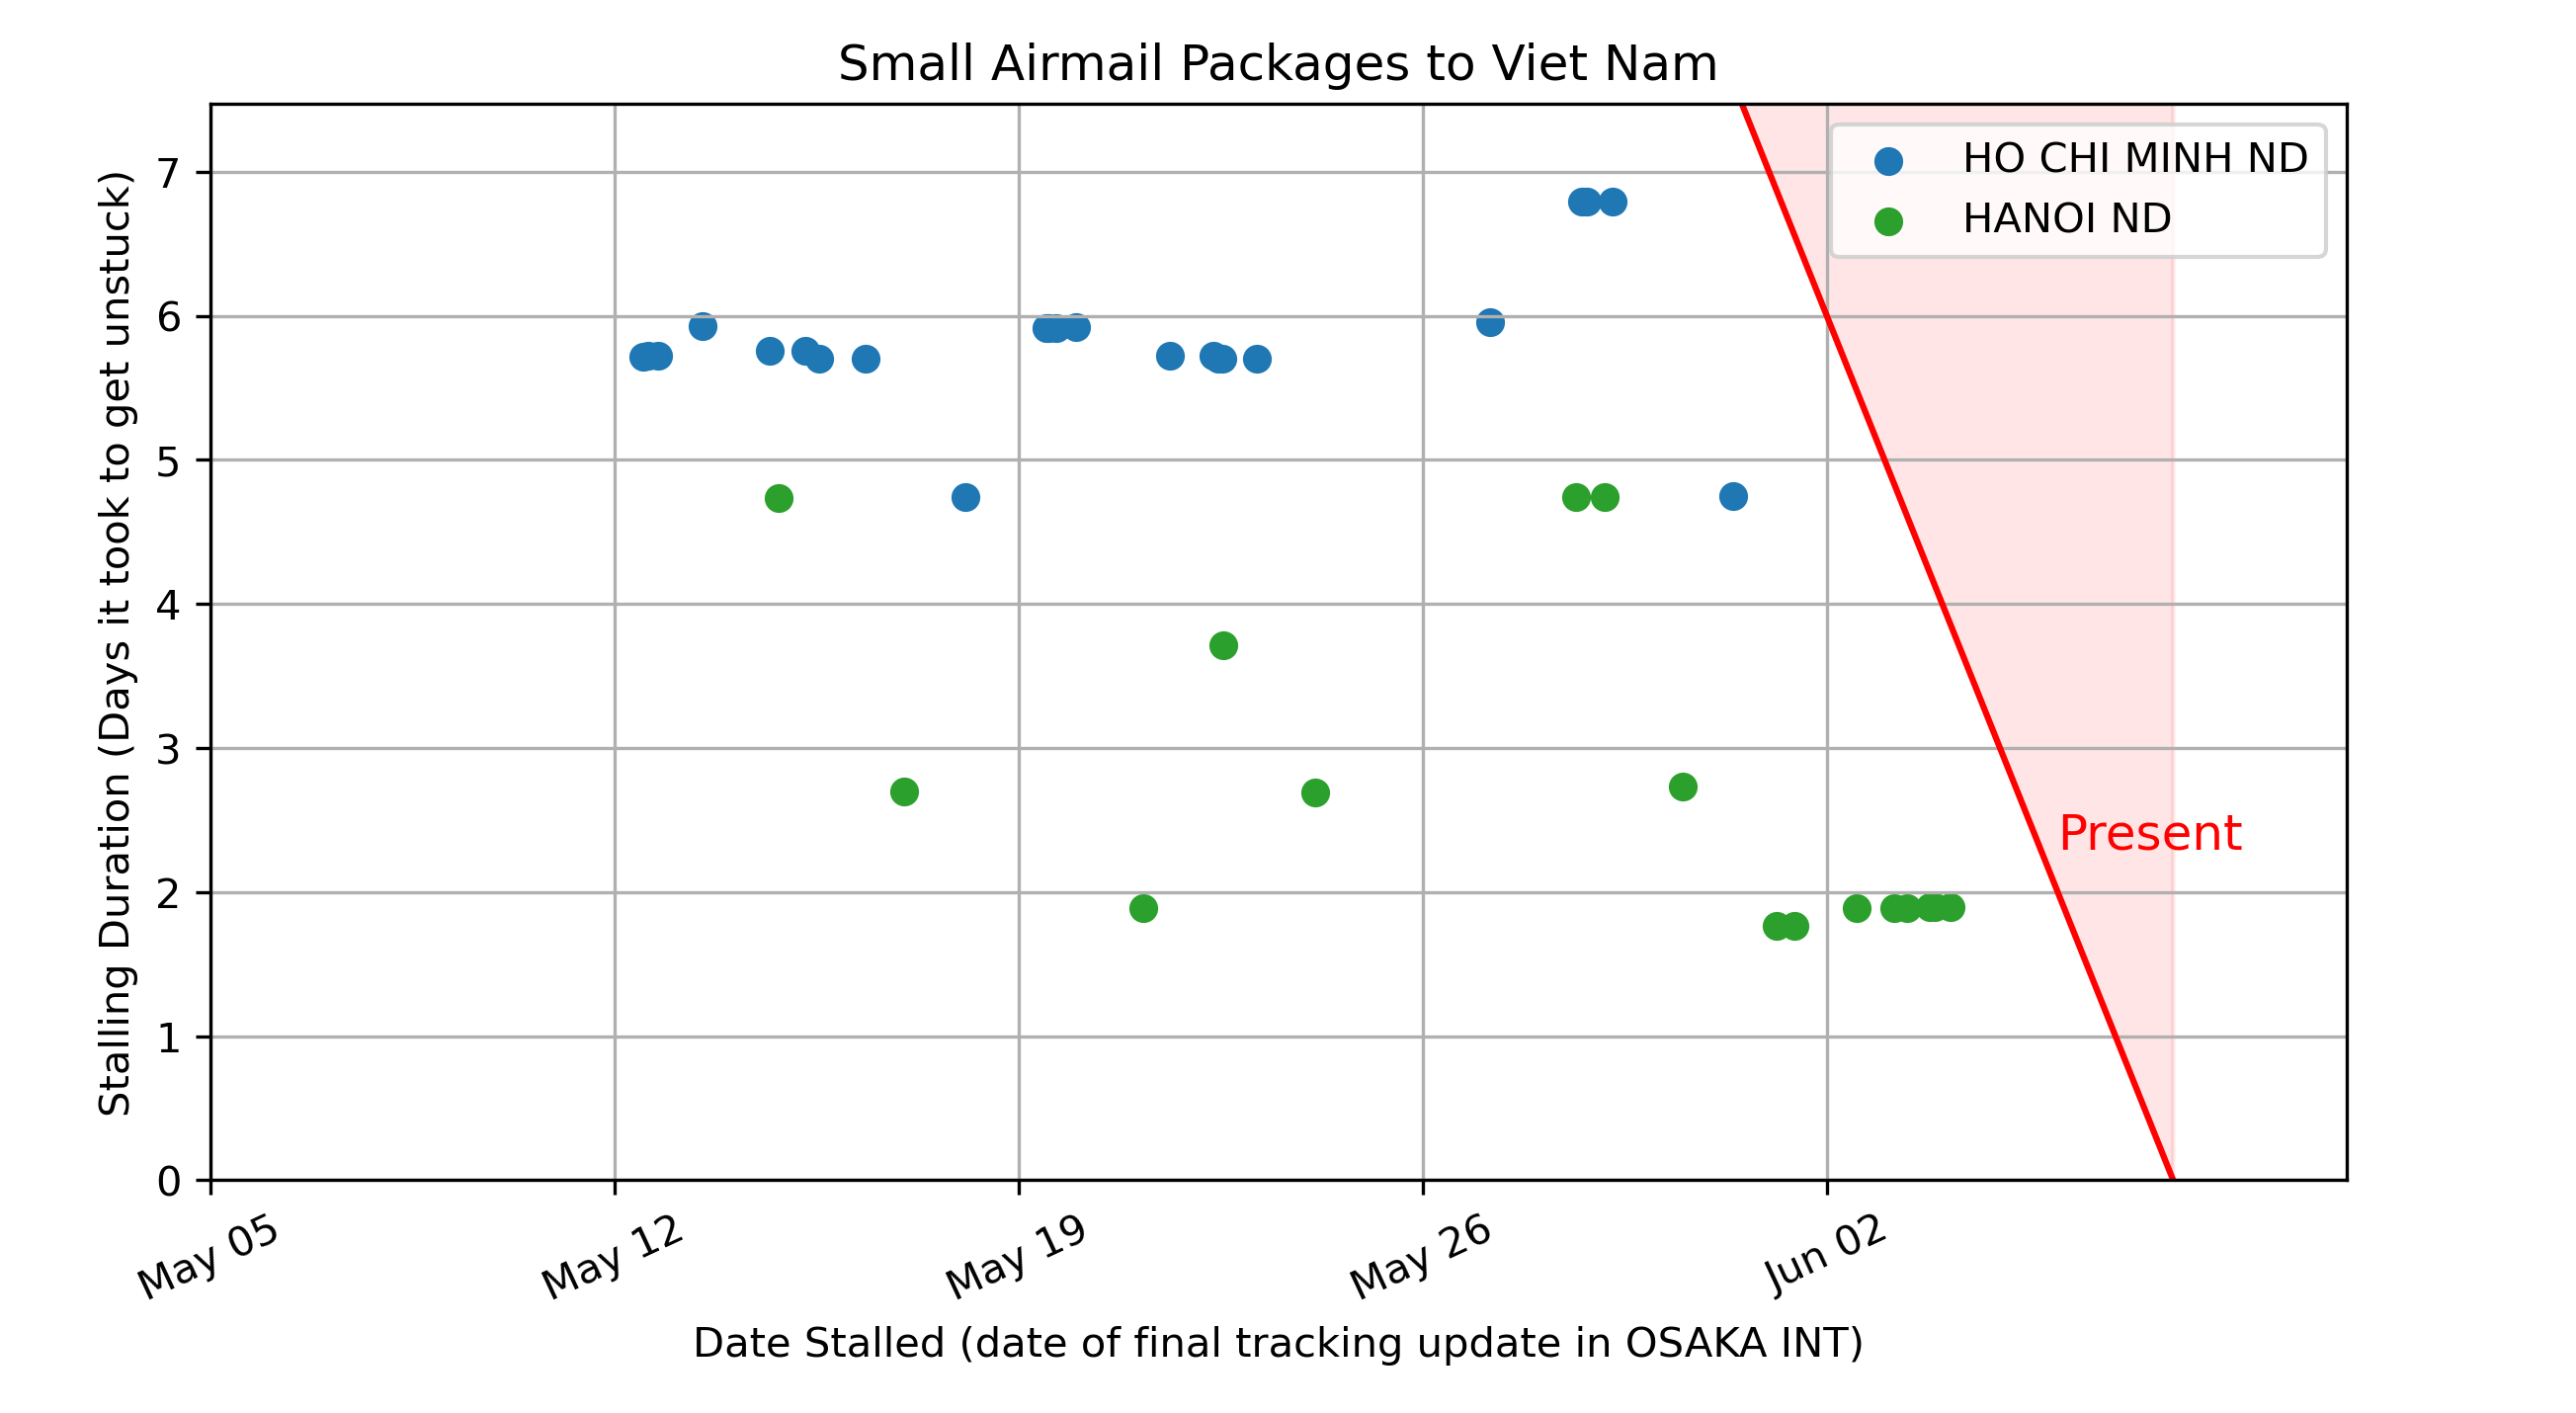 Small Airmail Packages to Viet Nam
Stalling Duration (Days it took to get unstuck)
7
6
5
4
3
2
1
0
HO CHI MINH ND
HANOI ND
Present
May 05
May 12
May 19
May 26
Jun 02
Date Stalled (date of final tracking update in OSAKA INT)